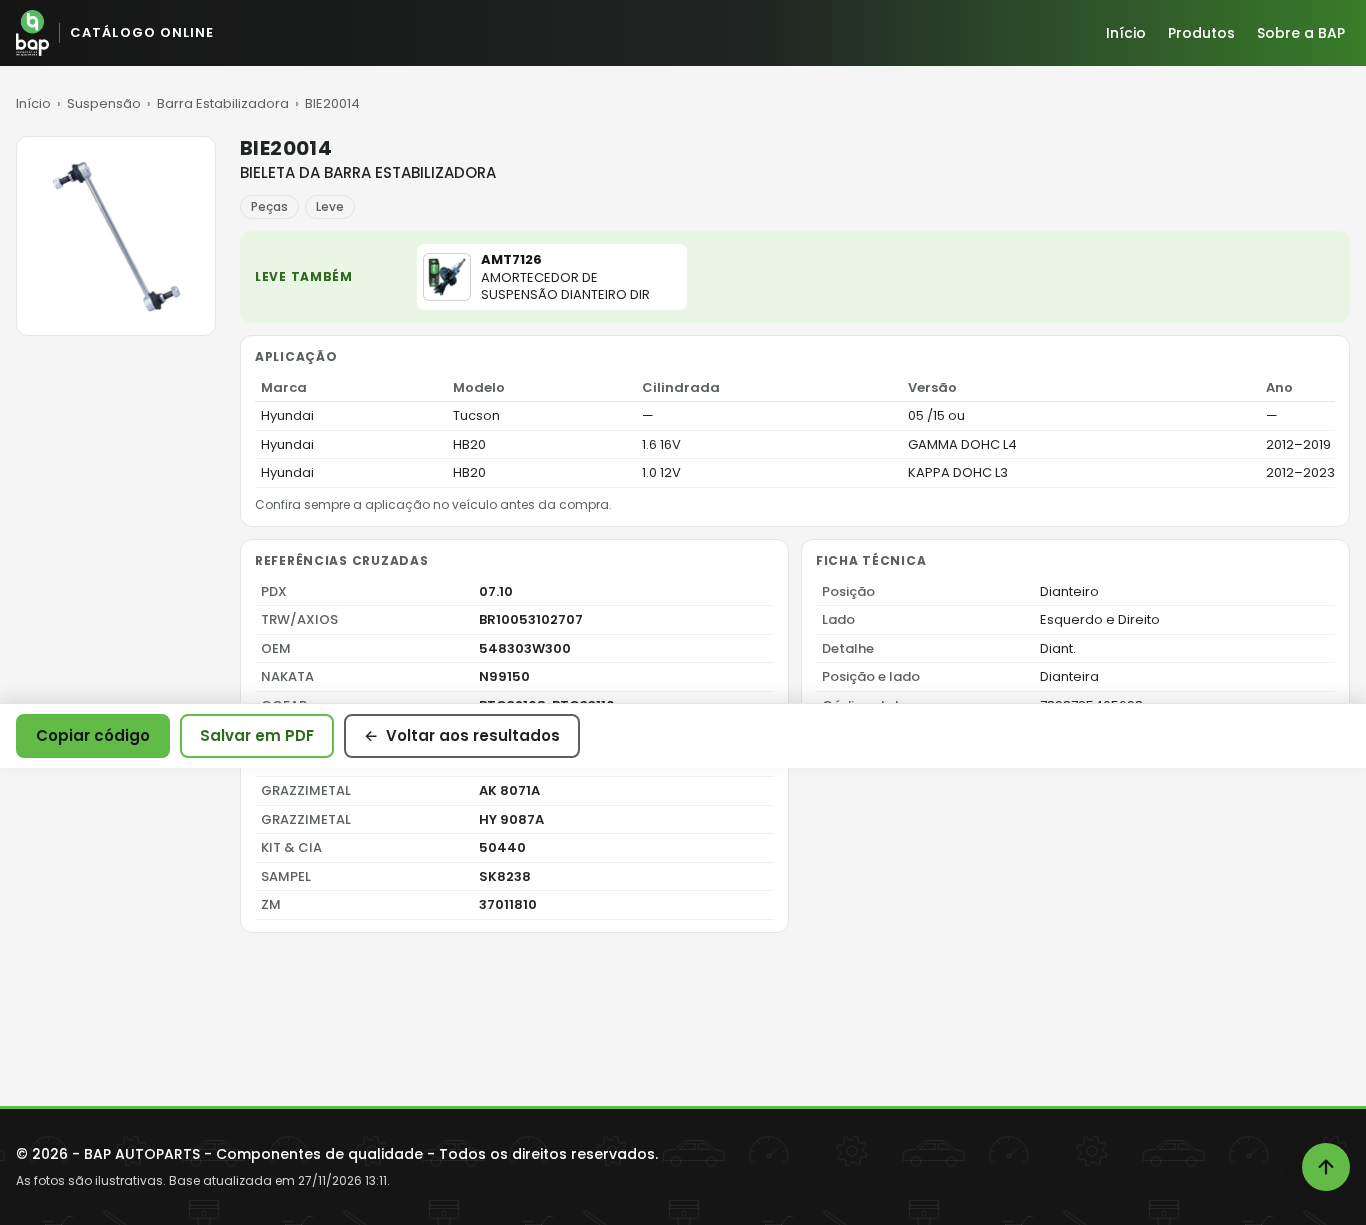 bap
CATÁLOGO ONLINE
Início
Produtos
Sobre a BAP
Início › Suspensão › Barra Estabilizadora › BIE20014
BIE20014
BIELETA DA BARRA ESTABILIZADORA
Peças
Leve
LEVE TAMBÉM
AMT7126
AMORTECEDOR DE
SUSPENSÃO DIANTEIRO DIR
APLICAÇÃO
Marca Modelo Cilindrada Versão Ano
Hyundai Tucson — 05 /15 ou —
Hyundai HB20 1.6 16V GAMMA DOHC L4 2012–2019
Hyundai HB20 1.0 12V KAPPA DOHC L3 2012–2023
Confira sempre a aplicação no veículo antes da compra.
REFERÊNCIAS CRUZADAS
PDX 07.10
TRW/AXIOS BR10053102707
OEM 548303W300
NAKATA N99150
FICHA TÉCNICA
Posição Dianteiro
Lado Esquerdo e Direito
Detalhe Diant.
Posição e lado Dianteira
Copiar código
Salvar em PDF
← Voltar aos resultados
GRAZZIMETAL AK 8071A
GRAZZIMETAL HY 9087A
KIT & CIA 50440
SAMPEL SK8238
ZM 37011810
© 2026 - BAP AUTOPARTS - Componentes de qualidade - Todos os direitos reservados.
As fotos são ilustrativas. Base atualizada em 27/11/2026 13:11.